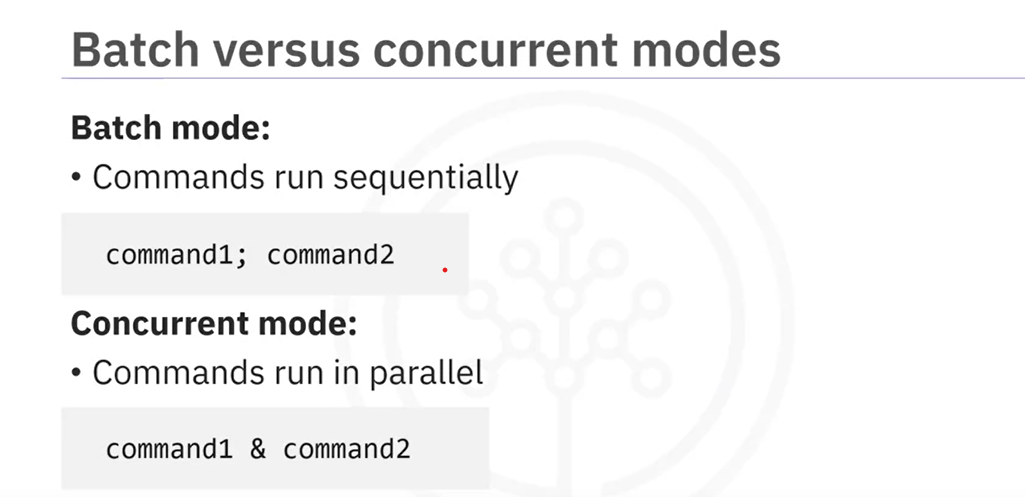 Batch versus concurrent modes
Batch mode:
• Commands run sequentially
command1; command2
Concurrent mode:
• Commands run in parallel
command1 & command2